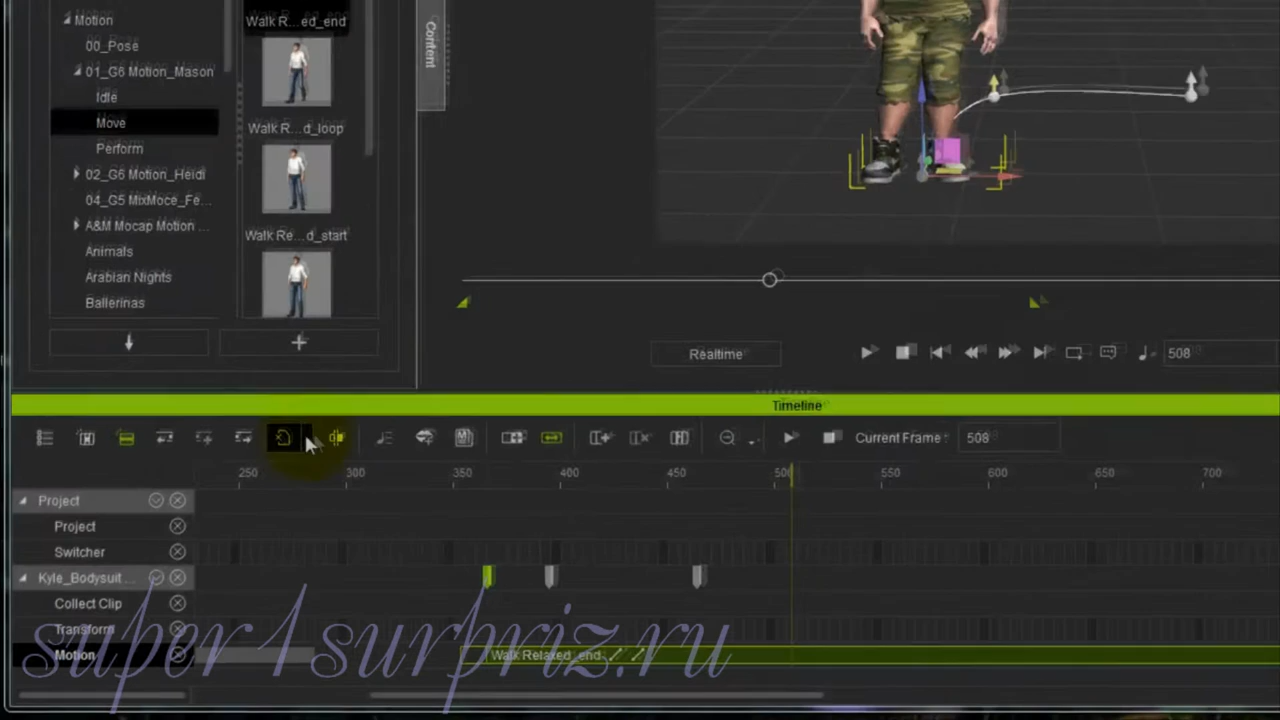 Motion
00_Pose
01_G6 Motion_Mason
Idle
Move
Perform
02_G6 Motion_Heidi
04_G5 MixMoce_Fe...
A&M Mocap Motion ...
Animals
Arabian Nights
Ballerinas
Walk R...ed_end
Walk R...d_loop
Walk Re...d_start
Content
Realtime
508
Timeline
Current Frame : 508
250 300 350 400 450 500 550 600 650 700
Project
Project
Switcher
Kyle_Bodysuit ...
Collect Clip
Transform
Motion
Walk Relaxed_end
super1surpriz.ru